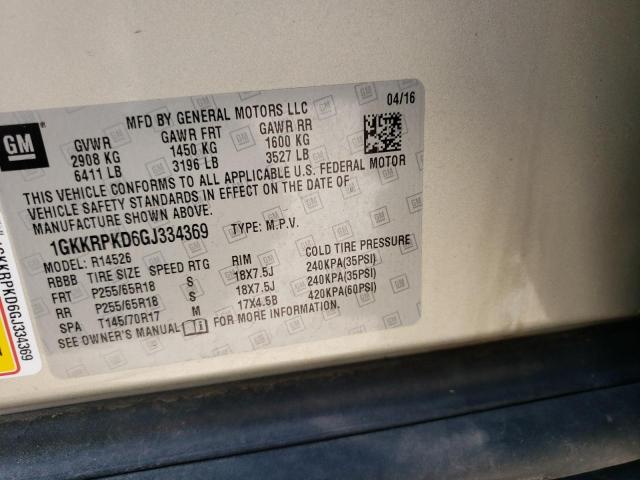 MFD BY GENERAL MOTORS LLC 04/16
GM
GVWR GAWR FRT GAWR RR
2908 KG 1450 KG 1600 KG
6411 LB 3196 LB 3527 LB
THIS VEHICLE CONFORMS TO ALL APPLICABLE U.S. FEDERAL MOTOR
VEHICLE SAFETY STANDARDS IN EFFECT ON THE DATE OF
MANUFACTURE SHOWN ABOVE.
1GKKRPKD6GJ334369 TYPE: M.P.V.
MODEL: R14526
RBBB TIRE SIZE SPEED RTG RIM COLD TIRE PRESSURE
FRT P255/65R18 S 18X7.5J 240KPA(35PSI)
RR P255/65R18 S 18X7.5J 240KPA(35PSI)
SPA T145/70R17 M 17X4.5B 420KPA(60PSI)
SEE OWNER'S MANUAL FOR MORE INFORMATION.
KKRPKD6GJ334369